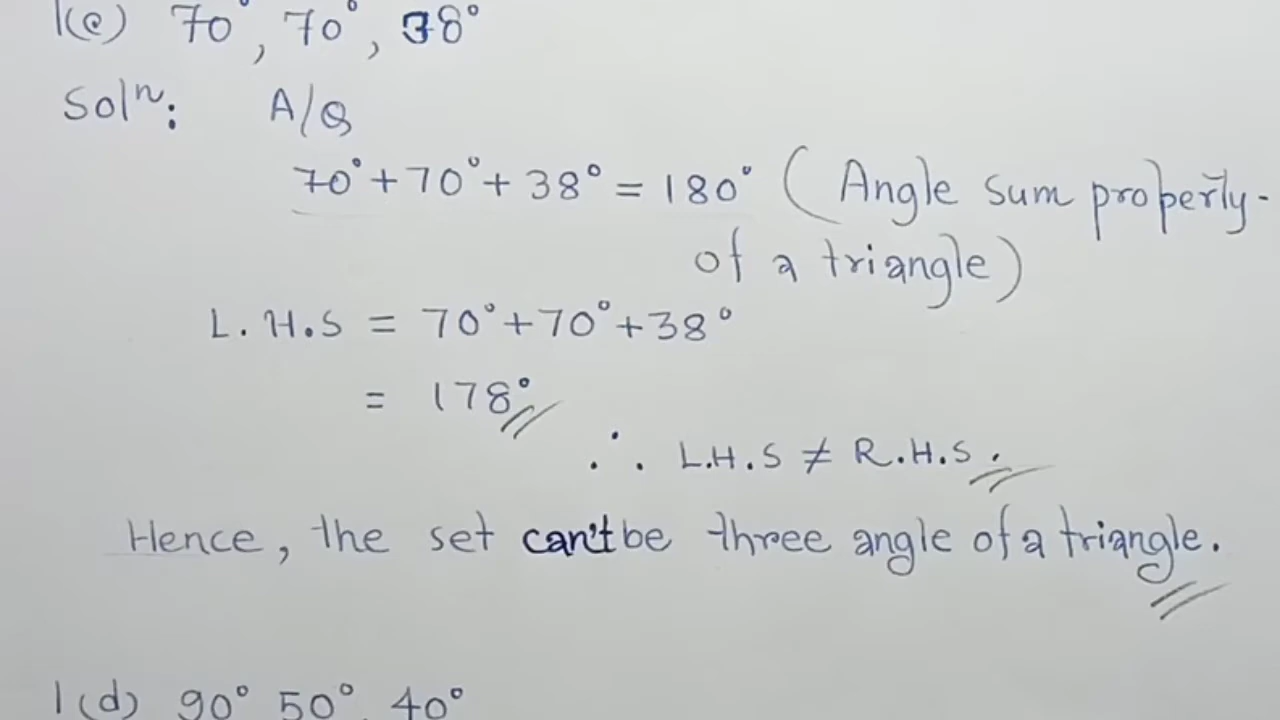 1(c) 70°, 70°, 38°
Solⁿ: A/Q
70° + 70° + 38° = 180° (Angle sum property
of a triangle)
L.H.S = 70° + 70° + 38°
= 178°
∴ L.H.S ≠ R.H.S.
Hence, the set can't be three angle of a triangle.
1(d) 90° 50°, 40°